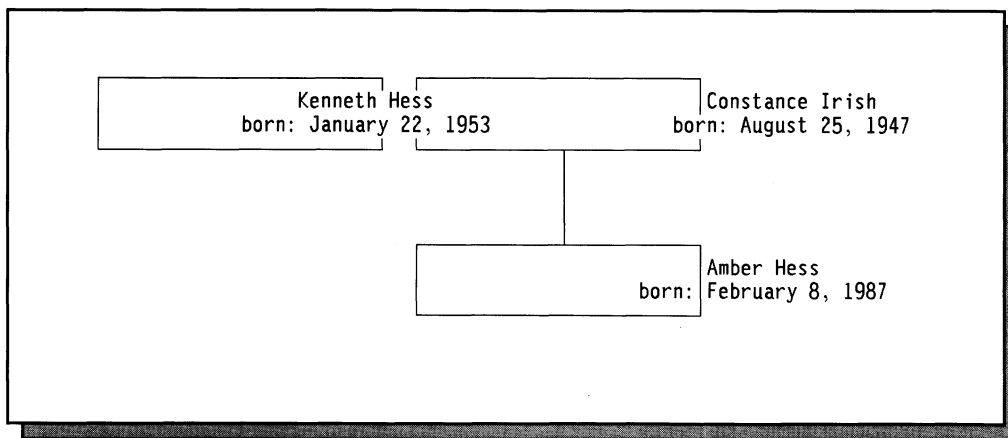 Kenneth Hess
born: January 22, 1953
Constance Irish
born: August 25, 1947
Amber Hess
born: February 8, 1987